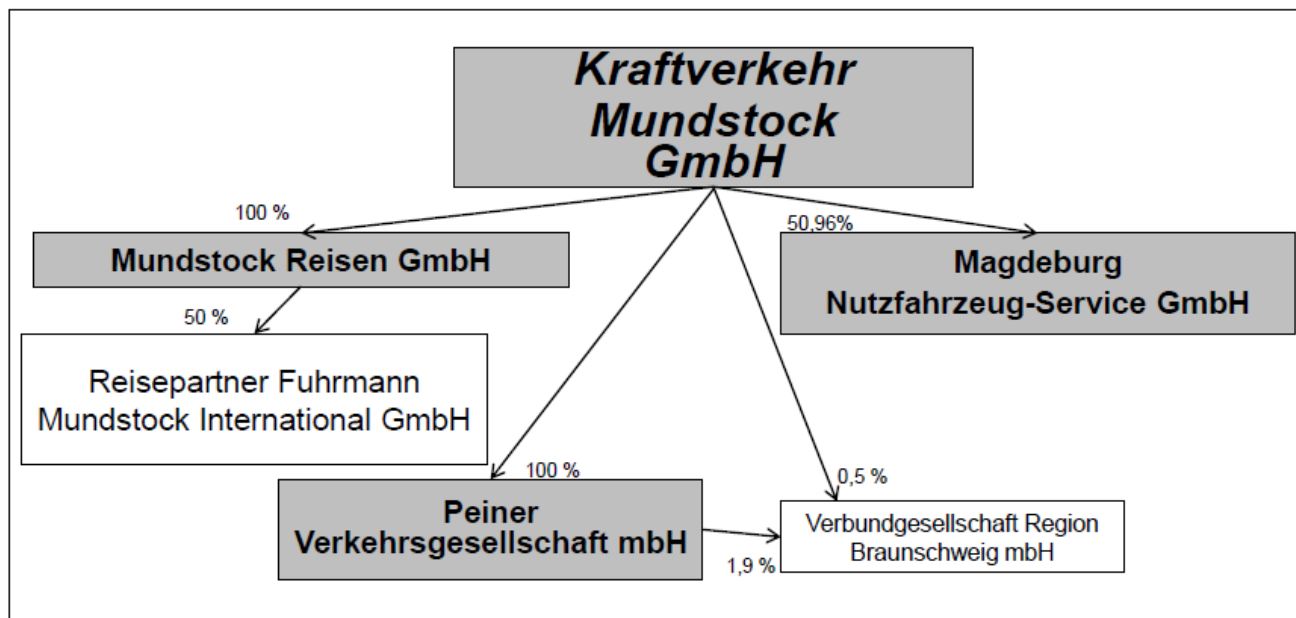 Kraftverkehr
Mundstock
GmbH
100 %
50,96%
Mundstock Reisen GmbH
Magdeburg
Nutzfahrzeug-Service GmbH
50 %
Reisepartner Fuhrmann
Mundstock International GmbH
100 %
0,5 %
Peiner
Verkehrsgesellschaft mbH
Verbundgesellschaft Region
Braunschweig mbH
1,9 %